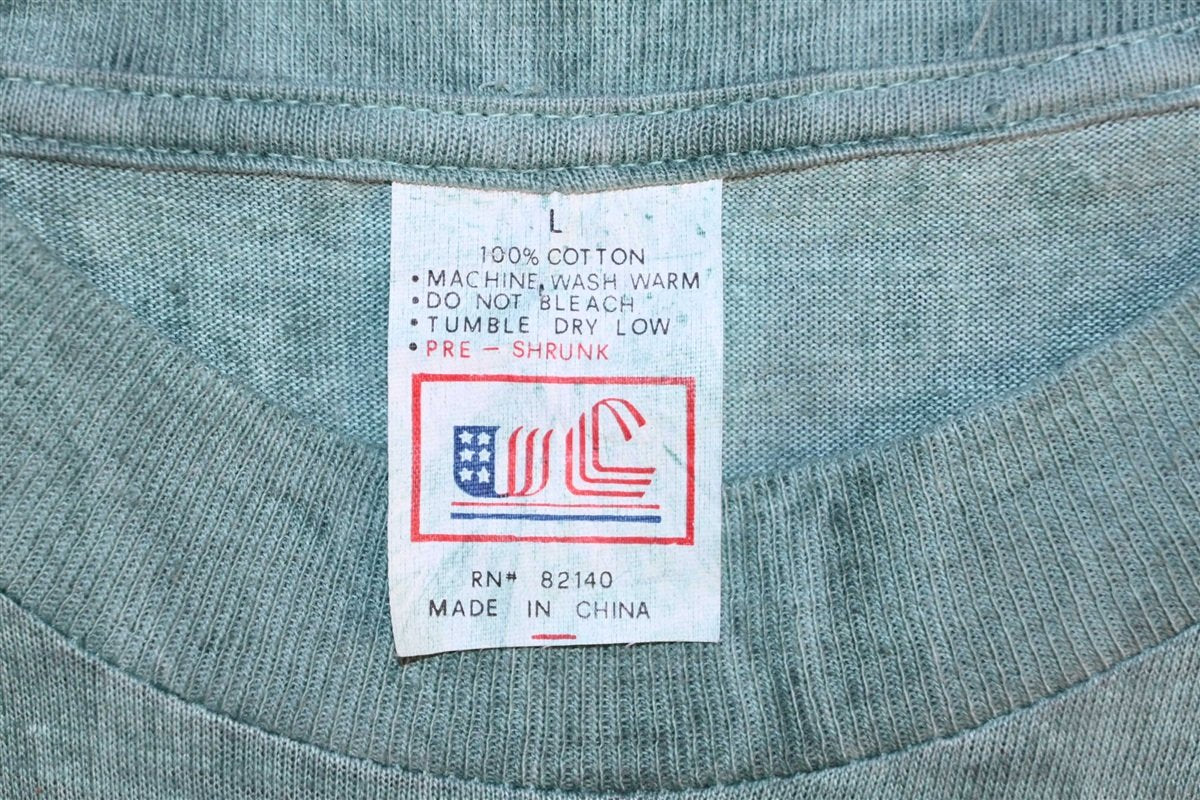 L
100% COTTON
• MACHINE WASH WARM
• DO NOT BLEACH
• TUMBLE DRY LOW
• PRE - SHRUNK
RN# 82140
MADE IN CHINA